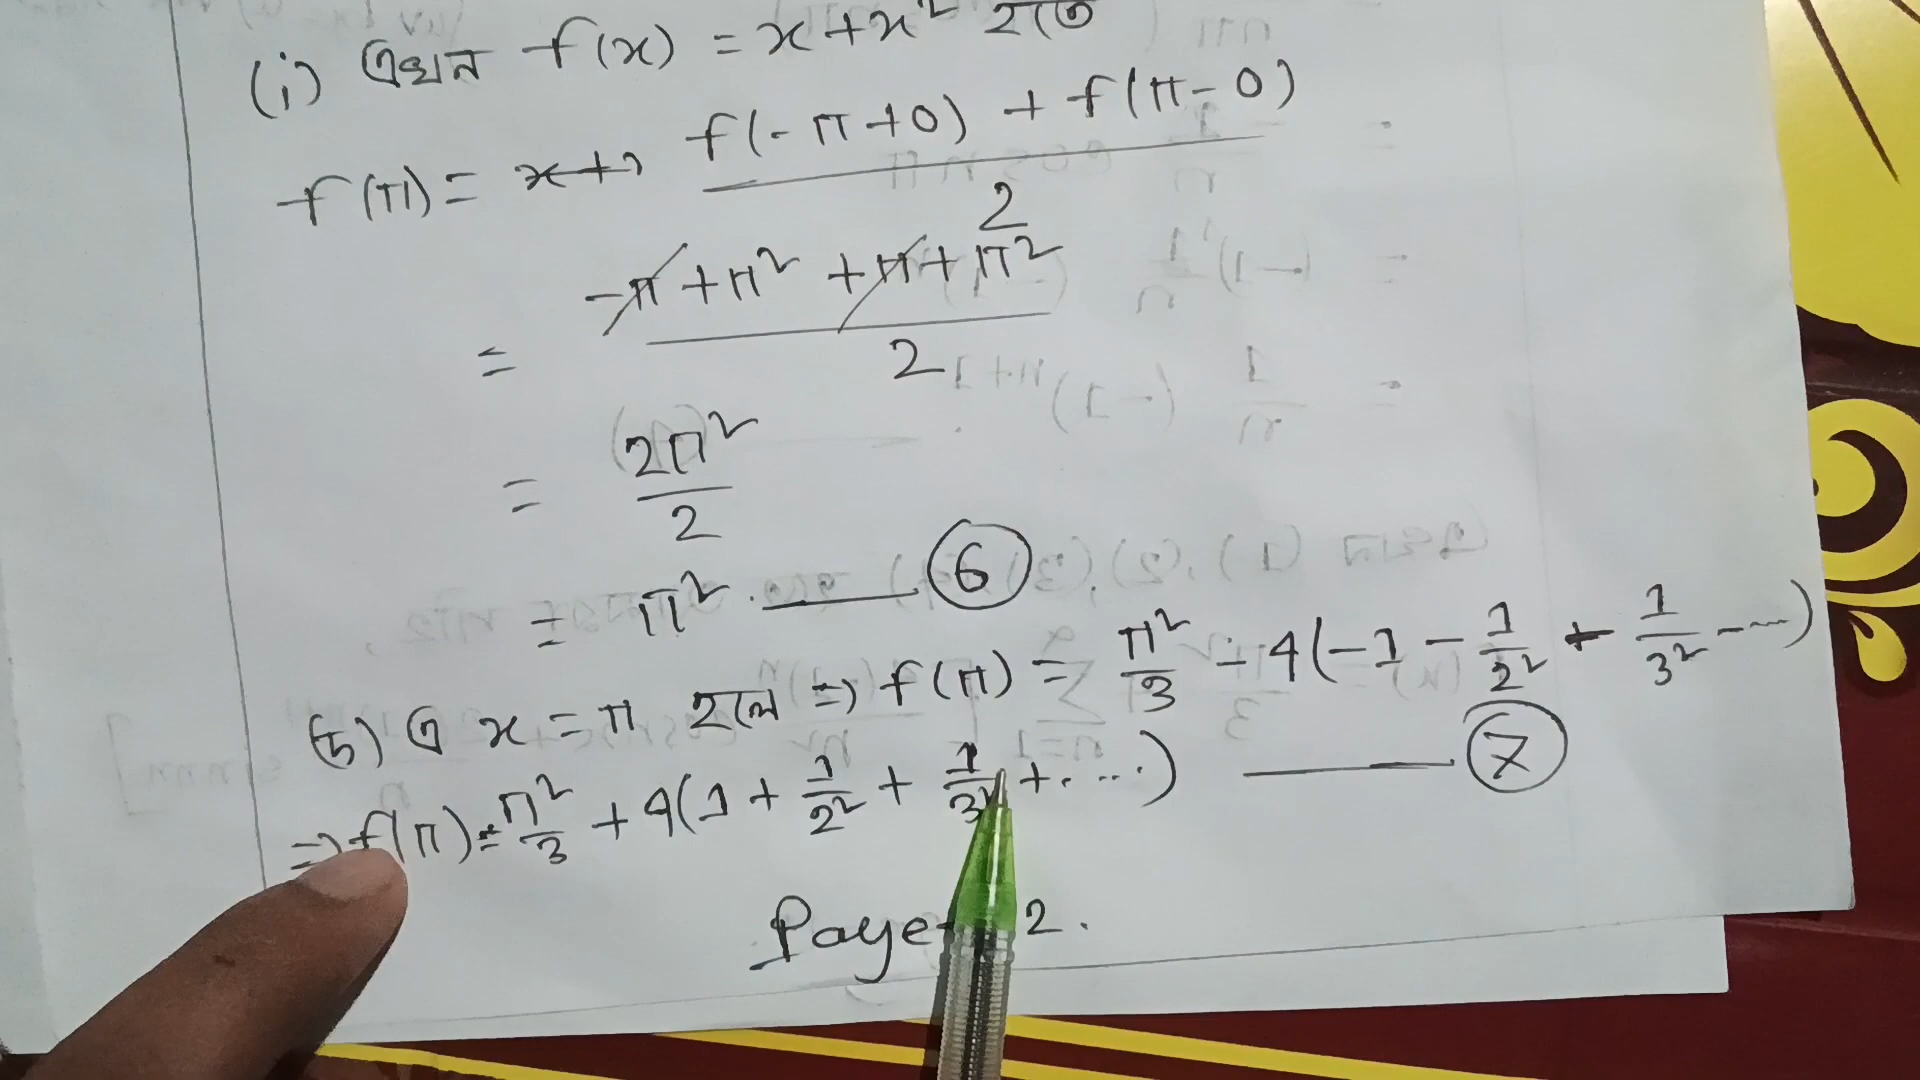 (i) এখন f(x) = x+x² হতে
f(π) = x+ f(-π+0) + f(π-0) / 2
= -π+π² +π+π² / 2
= 2π² / 2
= π². —— 6
(5) এ x = π হলে => f(π) = π²/3 - 4(-1 - 1/2² + 1/3² ----)
=> f(π) = π²/3 + 4(1 + 1/2² + 1/3² + ....) —— 7
Page - 2.